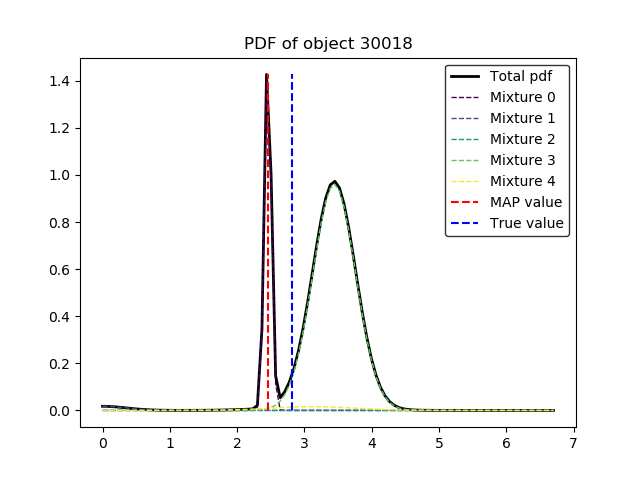 PDF of object 30018
1.4
1.2
1.0
0.8
0.6
0.4
0.2
0.0
0 1 2 3 4 5 6 7
Total pdf
Mixture 0
Mixture 1
Mixture 2
Mixture 3
Mixture 4
MAP value
True value